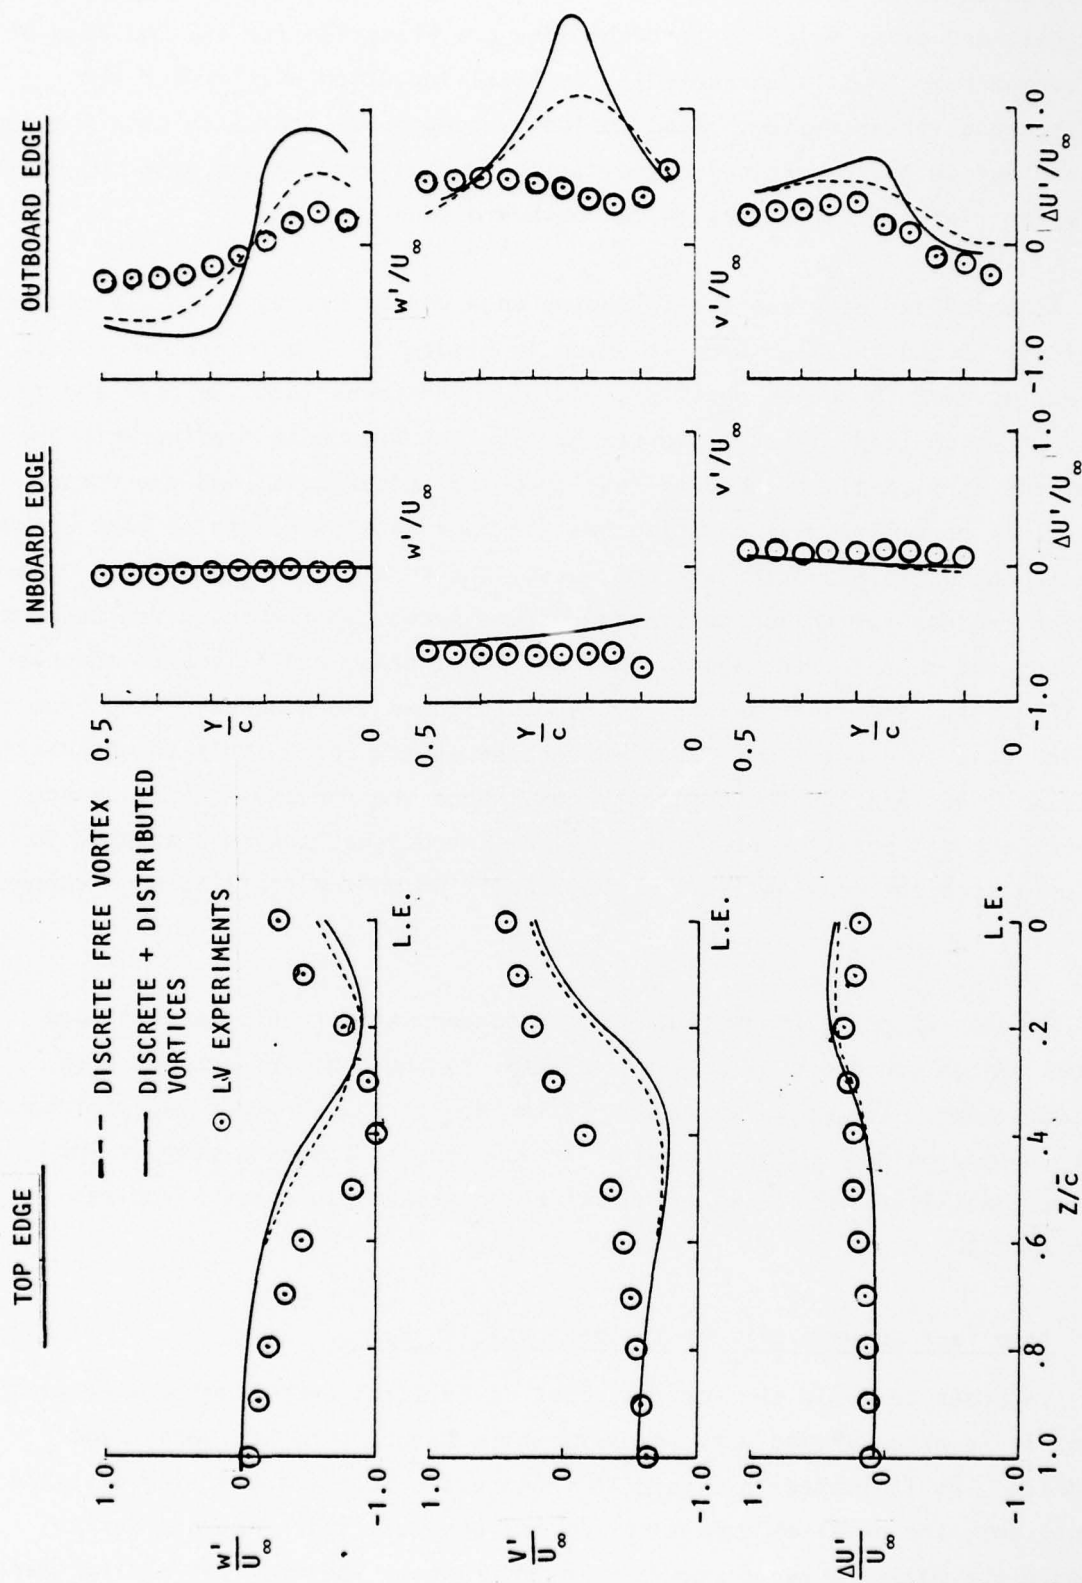 TOP EDGE
INBOARD EDGE
OUTBOARD EDGE
DISCRETE FREE VORTEX
DISCRETE + DISTRIBUTED
VORTICES
LV EXPERIMENTS
1.0
w'/U∞
0
-1.0
L.E.
0.5
Y/c
0
w'/U∞
w'/U∞
1.0
V'/U∞
0
-1.0
L.E.
0.5
Y/c
0
v'/U∞
v'/U∞
1.0
ΔU'/U∞
0
-1.0
L.E.
1.0 .8 .6 .4 .2 0
Z/c̄
0.5
Y/c
0
-1.0 0 1.0
ΔU'/U∞
-1.0 0 1.0
ΔU'/U∞